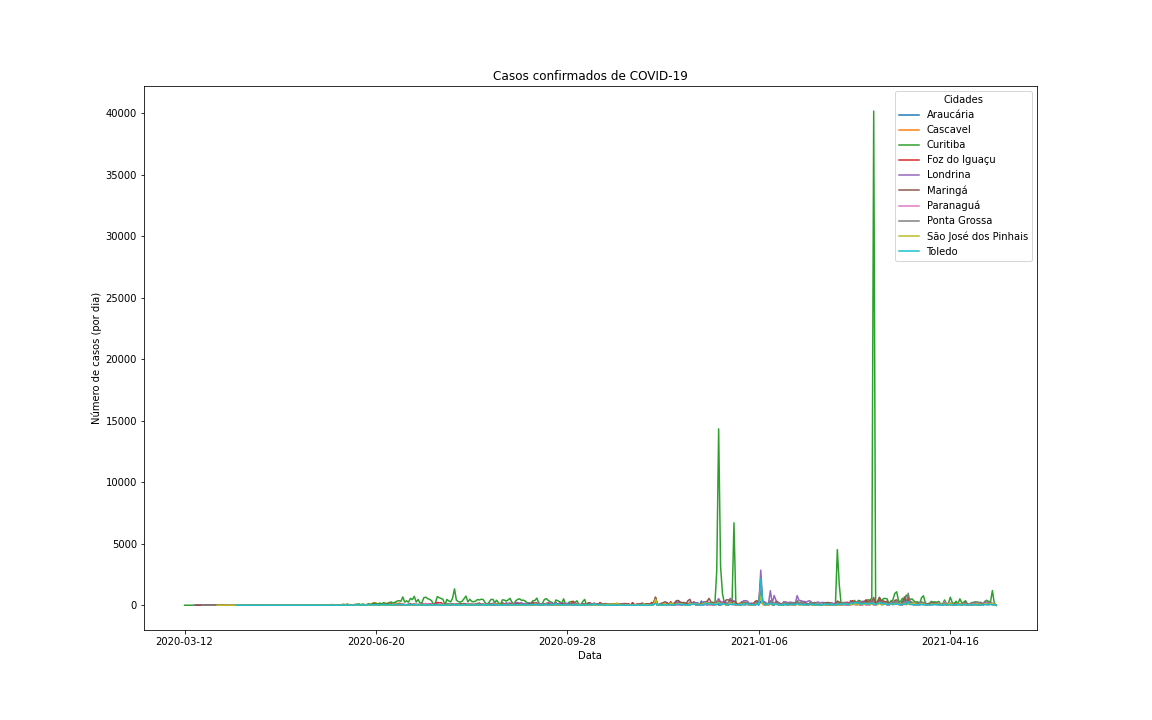 Casos confirmados de COVID-19
Cidades
Araucária
Cascavel
Curitiba
Foz do Iguaçu
Londrina
Maringá
Paranaguá
Ponta Grossa
São José dos Pinhais
Toledo
Número de casos (por dia)
40000
35000
30000
25000
20000
15000
10000
5000
0
2020-03-12 2020-06-20 2020-09-28 2021-01-06 2021-04-16
Data